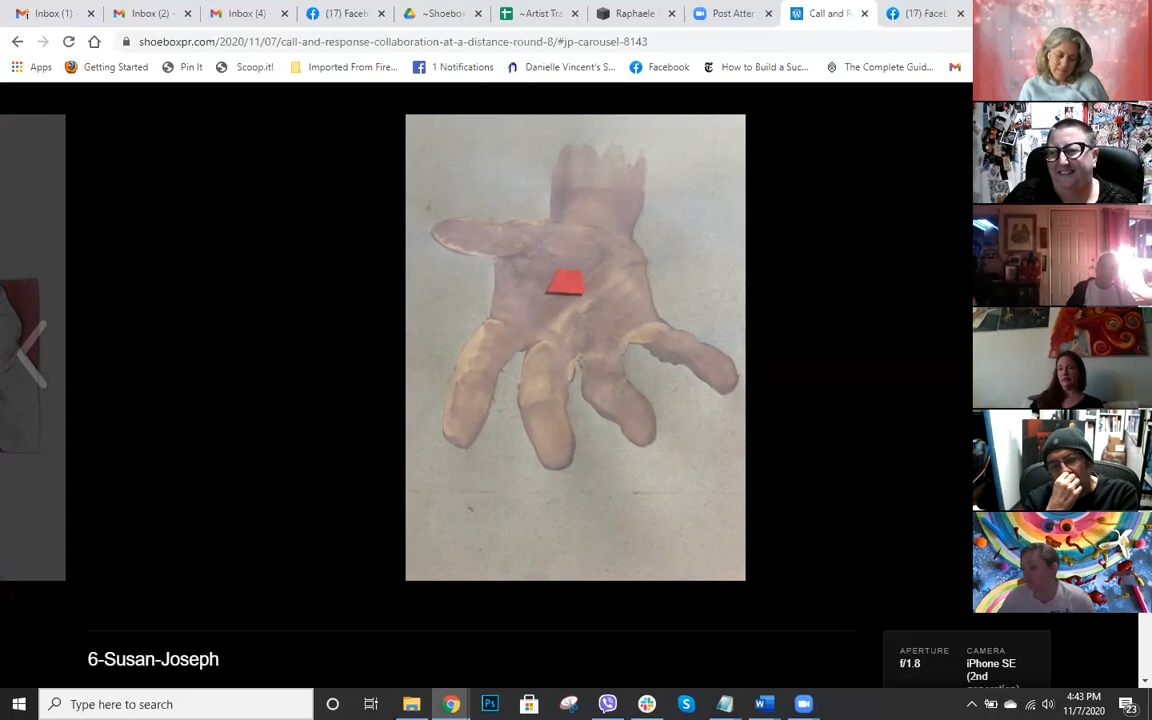 Inbox (1) -
Inbox (2) -
Inbox (4) -
(17) Faceb
~Shoebo
~Artist Tra
Raphaele
Post Atter
Call and R
(17) Faceb
shoeboxpr.com/2020/11/07/call-and-response-collaboration-at-a-distance-round-8/#jp-carousel-8143
Apps
Getting Started
Pin It
Scoop.it!
Imported From Fire...
1 Notifications
Danielle Vincent's S...
Facebook
How to Build a Suc...
The Complete Guid...
6-Susan-Joseph
APERTURE
f/1.8
CAMERA
iPhone SE
(2nd
Type here to search
4:43 PM
11/7/2020
23